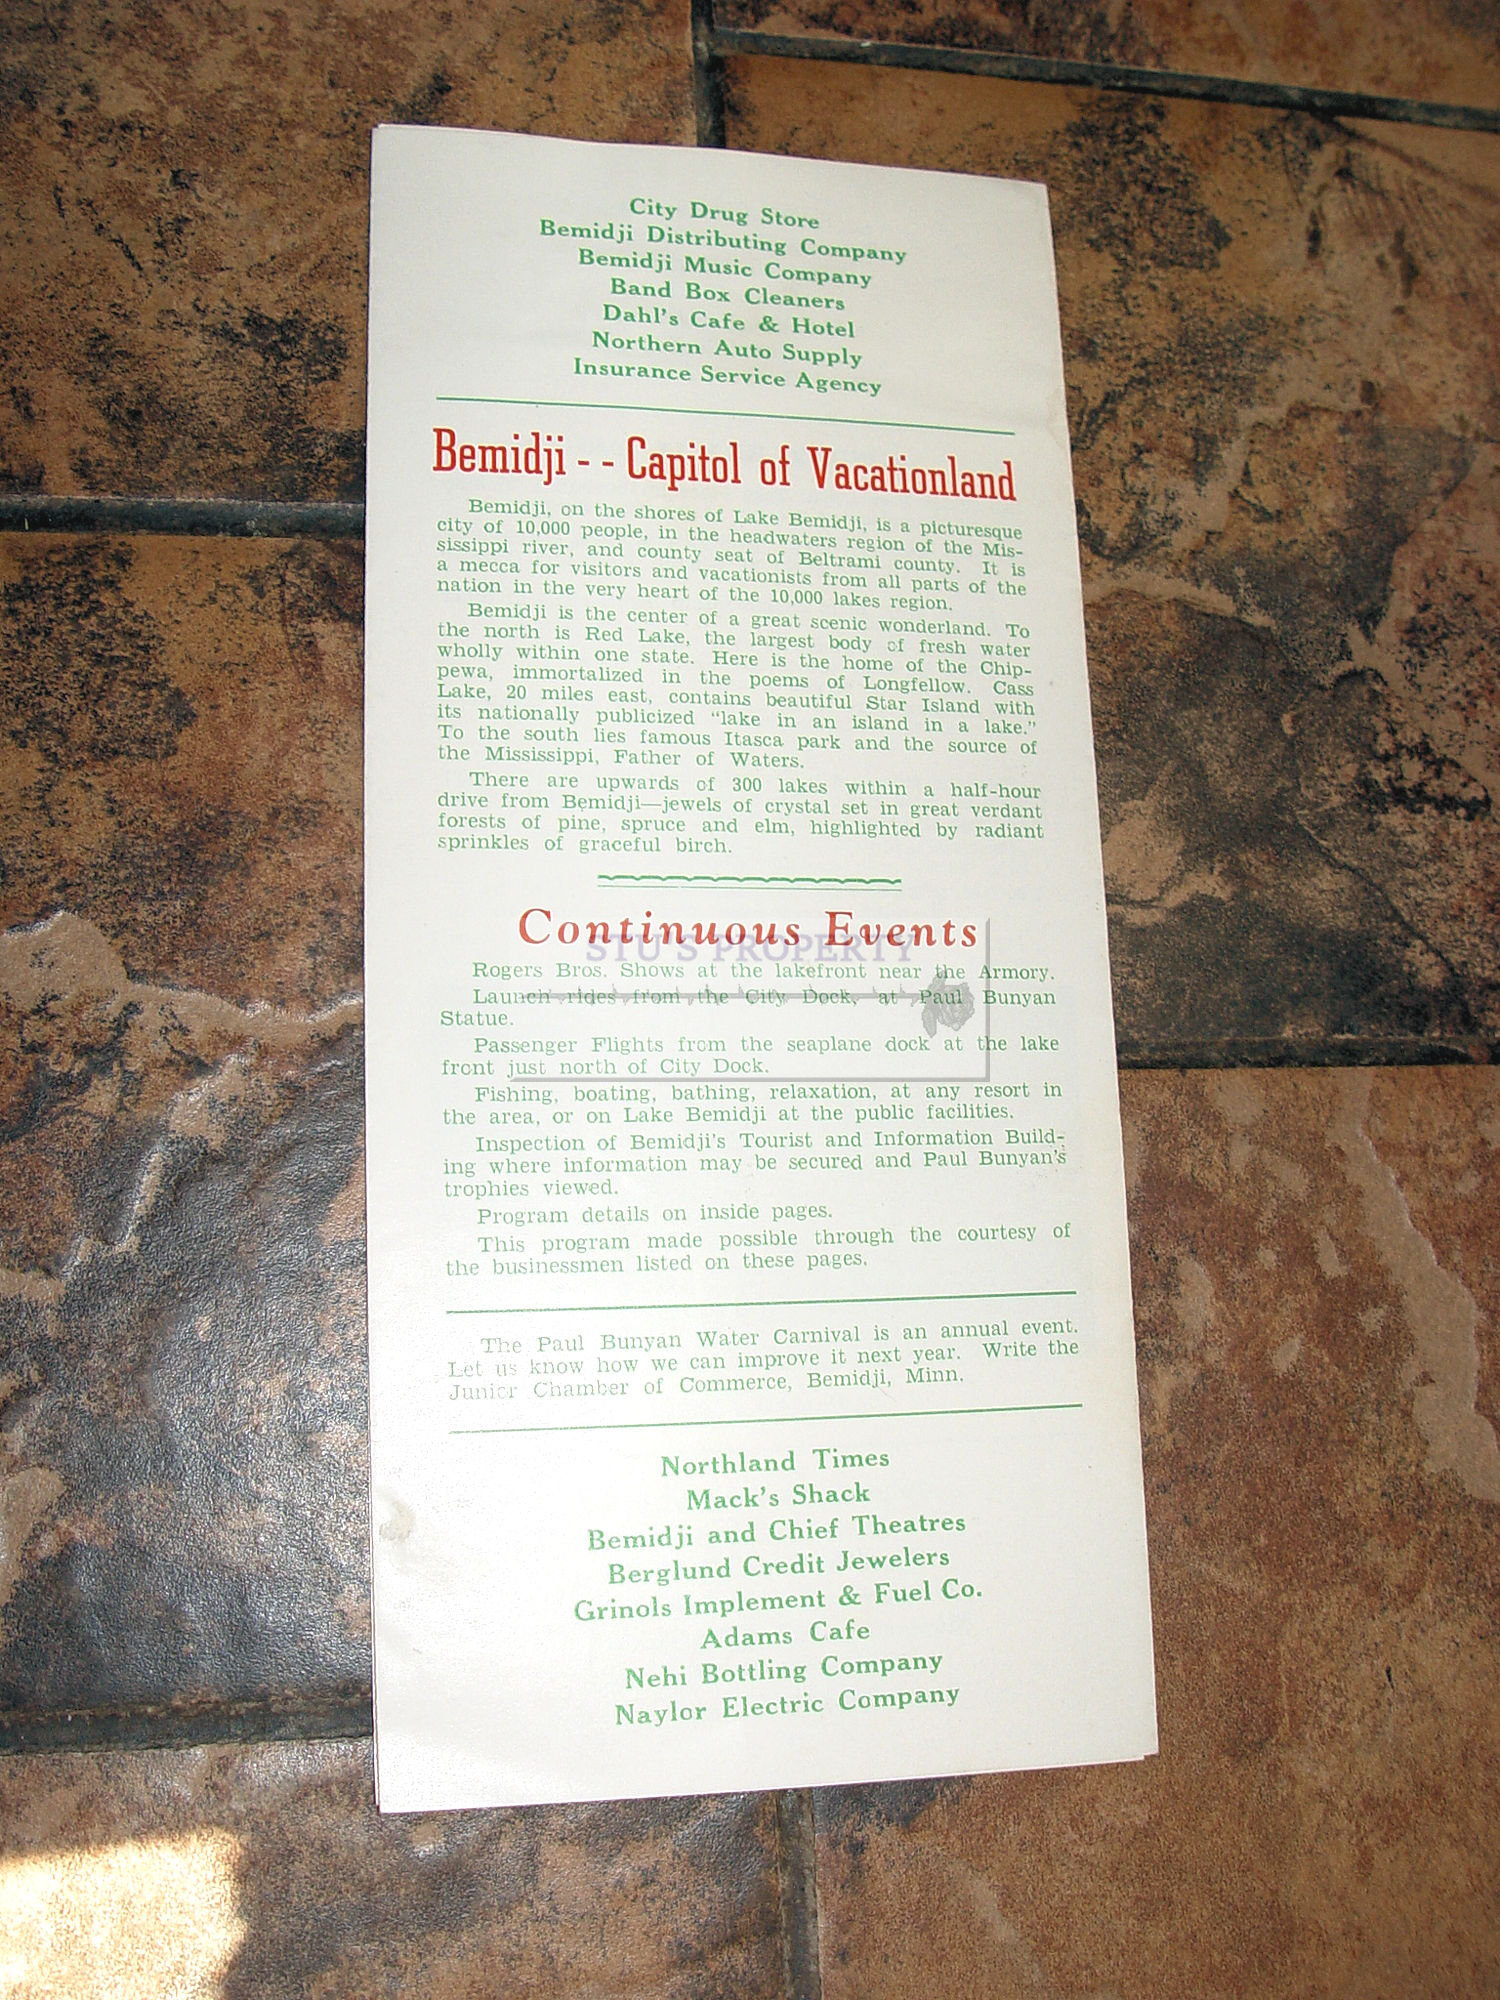 City Drug Store
Bemidji Distributing Company
Bemidji Music Company
Band Box Cleaners
Dahl's Cafe & Hotel
Northern Auto Supply
Insurance Service Agency
Bemidji - - Capitol of Vacationland
Bemidji, on the shores of Lake Bemidji, is a picturesque
city of 10,000 people, in the headwaters region of the Mis-
sissippi river, and county seat of Beltrami county. It is
a mecca for visitors and vacationists from all parts of the
nation in the very heart of the 10,000 lakes region.
Bemidji is the center of a great scenic wonderland. To
the north is Red Lake, the largest body of fresh water
wholly within one state. Here is the home of the Chip-
pewa, immortalized in the poems of Longfellow. Cass
Lake, 20 miles east, contains beautiful Star Island with
its nationally publicized "lake in an island in a lake."
To the south lies famous Itasca park and the source of
the Mississippi, Father of Waters.
There are upwards of 300 lakes within a half-hour
drive from Bemidji—jewels of crystal set in great verdant
forests of pine, spruce and elm, highlighted by radiant
sprinkles of graceful birch.
Continuous Events
STU'S PROPERTY
Rogers Bros. Shows at the lakefront near the Armory.
Launch rides from the City Dock, at Paul Bunyan
Statue.
Passenger Flights from the seaplane dock at the lake
front just north of City Dock.
Fishing, boating, bathing, relaxation, at any resort in
the area, or on Lake Bemidji at the public facilities.
Inspection of Bemidji's Tourist and Information Build-
ing where information may be secured and Paul Bunyan's
trophies viewed.
Program details on inside pages.
This program made possible through the courtesy of
the businessmen listed on these pages.
The Paul Bunyan Water Carnival is an annual event.
Let us know how we can improve it next year. Write the
Junior Chamber of Commerce, Bemidji, Minn.
Northland Times
Mack's Shack
Bemidji and Chief Theatres
Berglund Credit Jewelers
Grinols Implement & Fuel Co.
Adams Cafe
Nehi Bottling Company
Naylor Electric Company